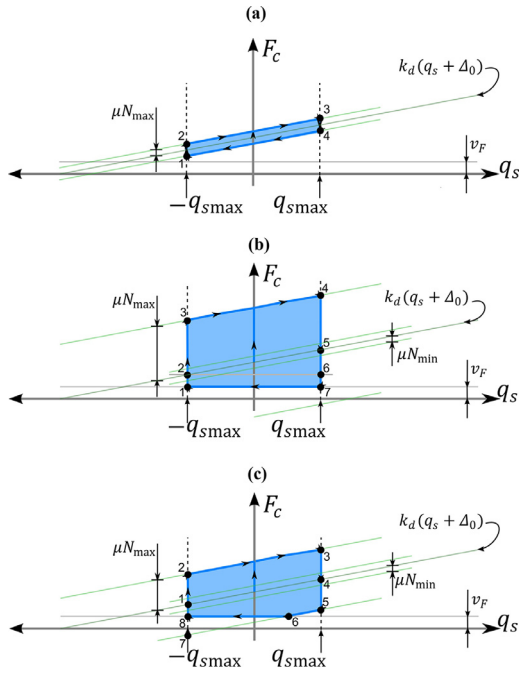 (a)
F_c
k_d(q_s + Δ_0)
μN_max
2
3
1
4
v_F
q_s
−q_smax
q_smax
(b)
F_c
μN_max
3
4
k_d(q_s + Δ_0)
5
2
6
μN_min
v_F
1
7
q_s
−q_smax
q_smax
(c)
F_c
k_d(q_s + Δ_0)
μN_max
2
3
1
4
μN_min
5
v_F
8
6
7
q_s
−q_smax
q_smax